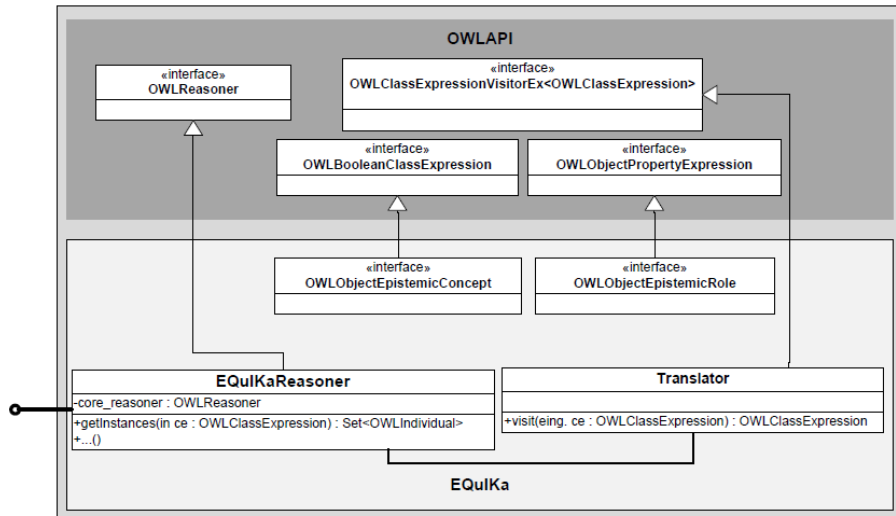 OWLAPI
«interface»
OWLReasoner
«interface»
OWLClassExpressionVisitorEx<OWLClassExpression>
«interface»
OWLBooleanClassExpression
«interface»
OWLObjectPropertyExpression
«interface»
OWLObjectEpistemicConcept
«interface»
OWLObjectEpistemicRole
EQuIKaReasoner
-core_reasoner : OWLReasoner
+getInstances(in ce : OWLClassExpression) : Set<OWLIndividual>
+...()
Translator
+visit(eing. ce : OWLClassExpression) : OWLClassExpression
EQuIKa